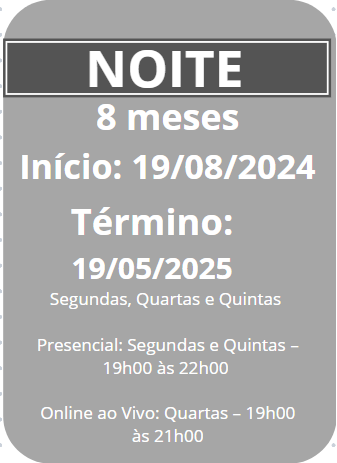 NOITE
8 meses
Início: 19/08/2024
Término:
19/05/2025
Segundas, Quartas e Quintas
Presencial: Segundas e Quintas –
19h00 às 22h00
Online ao Vivo: Quartas – 19h00
às 21h00